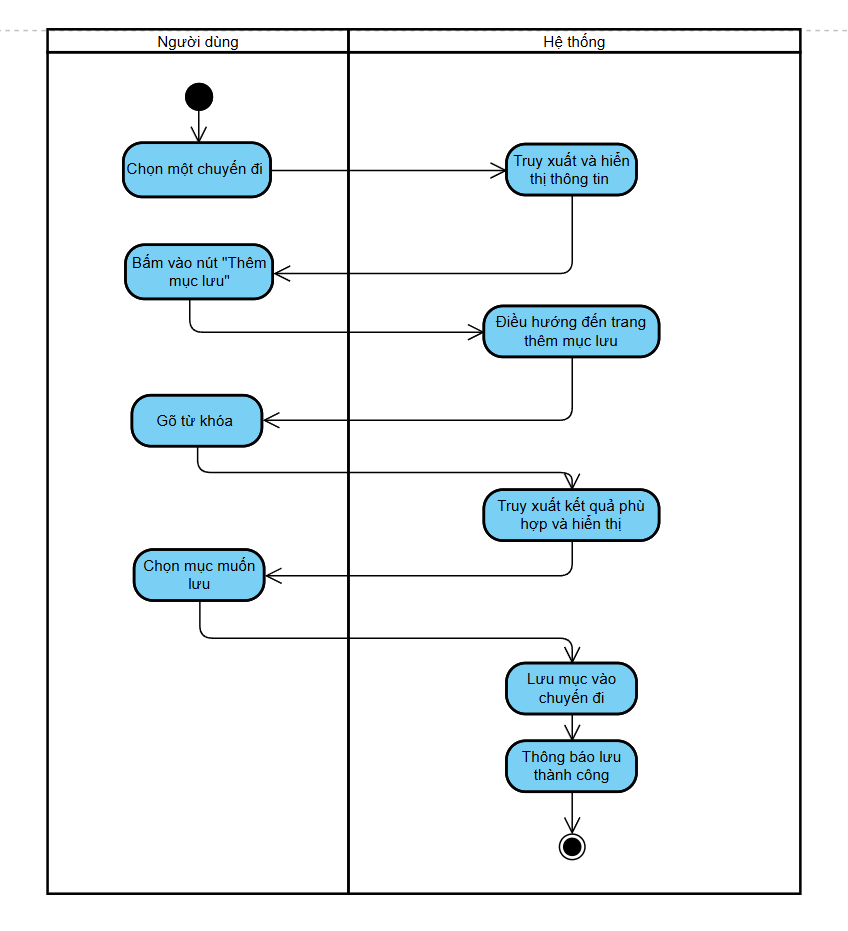 Người dùng
Hệ thống
Chọn một chuyến đi
Truy xuất và hiển
thị thông tin
Bấm vào nút "Thêm
mục lưu"
Điều hướng đến trang
thêm mục lưu
Gõ từ khóa
Truy xuất kết quả phù
hợp và hiển thị
Chọn mục muốn
lưu
Lưu mục vào
chuyến đi
Thông báo lưu
thành công